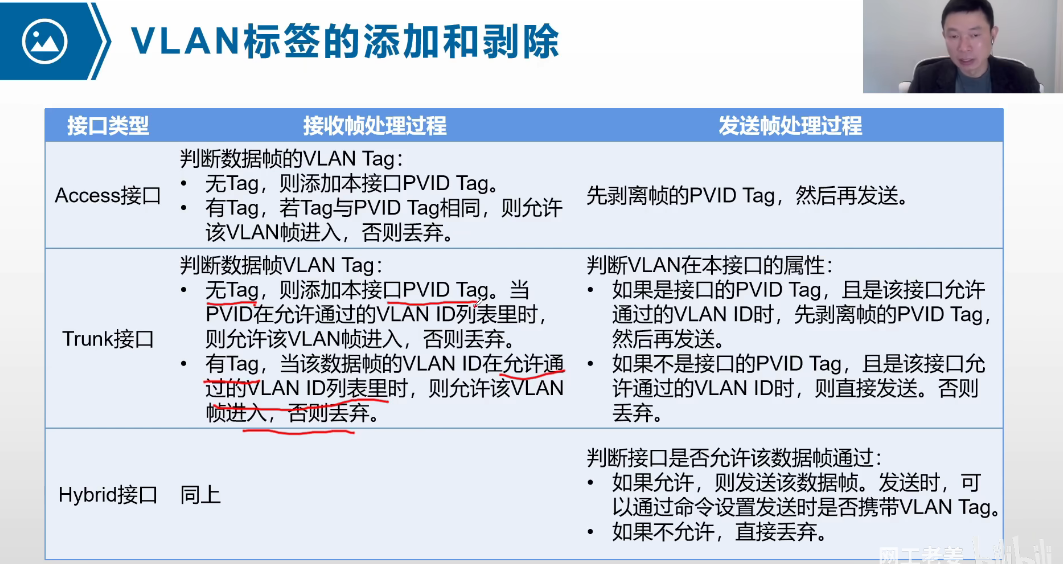 VLAN标签的添加和剥除
接口类型
接收帧处理过程
发送帧处理过程
Access接口
判断数据帧的VLAN Tag：
• 无Tag，则添加本接口PVID Tag。
• 有Tag，若Tag与PVID Tag相同，则允许
该VLAN帧进入，否则丢弃。
先剥离帧的PVID Tag，然后再发送。
Trunk接口
判断数据帧VLAN Tag：
• 无Tag，则添加本接口PVID Tag。当
PVID在允许通过的VLAN ID列表里时，
则允许该VLAN帧进入，否则丢弃。
• 有Tag，当该数据帧的VLAN ID在允许通
过的VLAN ID列表里时，则允许该VLAN
帧进入，否则丢弃。
判断VLAN在本接口的属性：
• 如果是接口的PVID Tag，且是该接口允许
通过的VLAN ID时，先剥离帧的PVID Tag，
然后再发送。
• 如果不是接口的PVID Tag，且是该接口允
许通过的VLAN ID时，则直接发送。否则
丢弃。
Hybrid接口
同上
判断接口是否允许该数据帧通过：
• 如果允许，则发送该数据帧。发送时，可
以通过命令设置发送时是否携带VLAN Tag。
• 如果不允许，直接丢弃。
网工老姜
bilibili